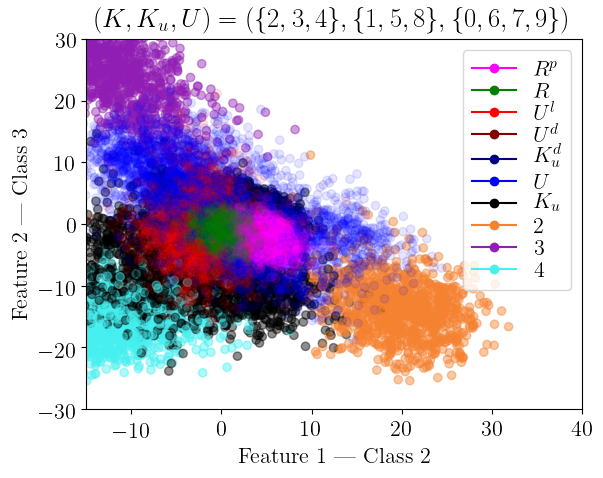 (K, K_u, U) = ({2, 3, 4}, {1, 5, 8}, {0, 6, 7, 9})
30
20
10
0
−10
−20
−30
Feature 2 — Class 3
R^p
R
U^l
U^d
K_u^d
U
K_u
2
3
4
−10 0 10 20 30 40
Feature 1 — Class 2